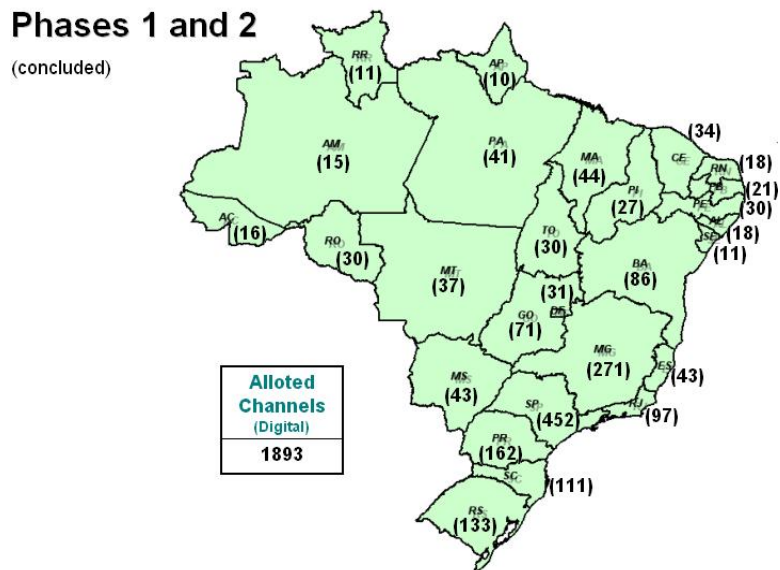 Phases 1 and 2
(concluded)
RR
(11)
AP
(10)
AM
(15)
PA
(41)
MA
(44)
PI
(27)
CE
(34)
RN
(18)
PB
(21)
PE
(30)
AL
(18)
SE
(11)
AC
(16)
RO
(30)
TO
(30)
MT
(37)
BA
(86)
(31)
DF
GO
(71)
MG
(271)
ES
(43)
MS
(43)
SP
(452)
RJ
(97)
PR
(162)
SC
(111)
RS
(133)
Alloted
Channels
(Digital)
1893